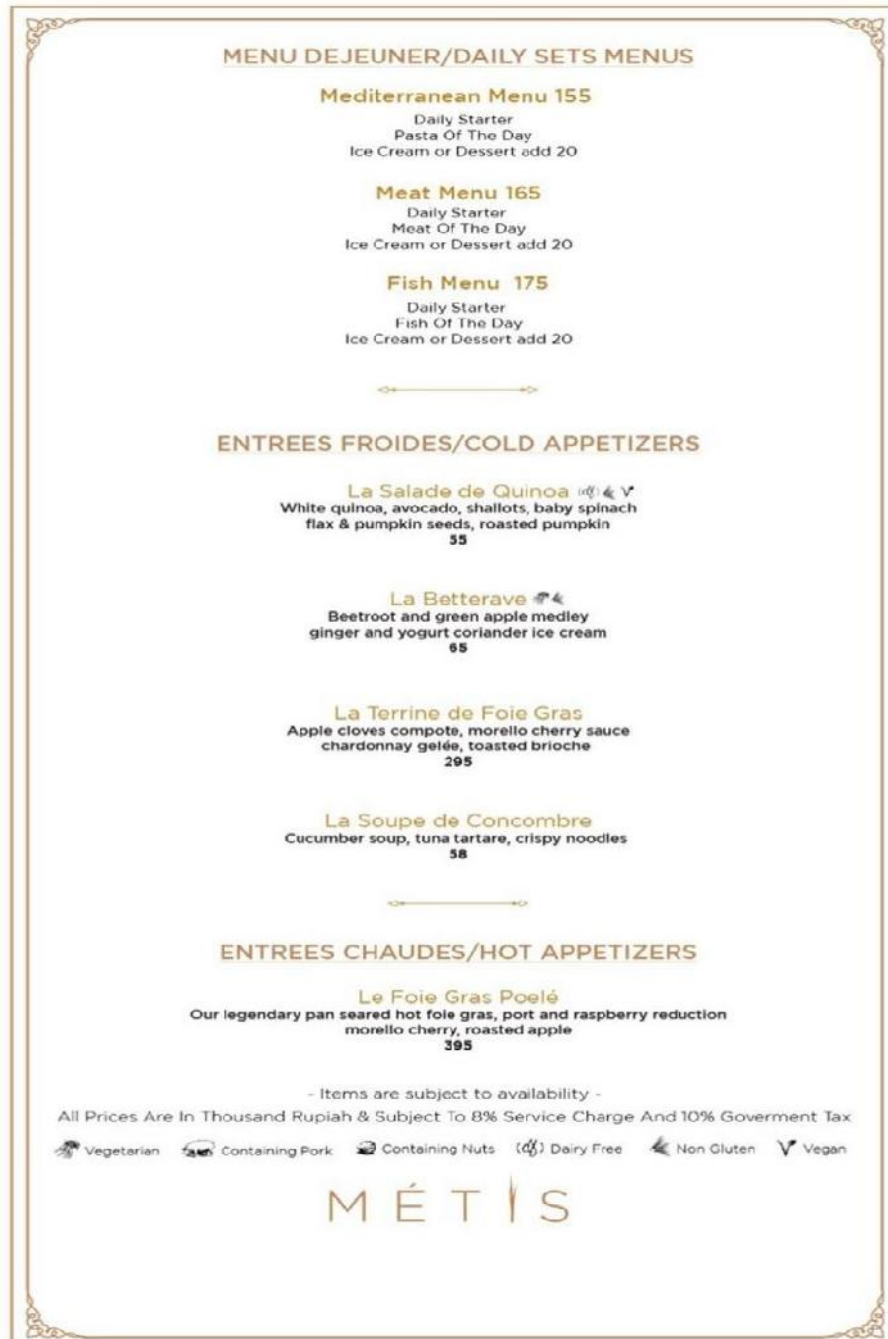 MENU DEJEUNER/DAILY SETS MENUS
Mediterranean Menu 155
Daily Starter
Pasta Of The Day
Ice Cream or Dessert add 20
Meat Menu 165
Daily Starter
Meat Of The Day
Ice Cream or Dessert add 20
Fish Menu 175
Daily Starter
Fish Of The Day
Ice Cream or Dessert add 20
ENTREES FROIDES/COLD APPETIZERS
La Salade de Quinoa (df) V
White quinoa, avocado, shallots, baby spinach
flax & pumpkin seeds, roasted pumpkin
55
La Betterave
Beetroot and green apple medley
ginger and yogurt coriander ice cream
65
La Terrine de Foie Gras
Apple cloves compote, morello cherry sauce
chardonnay gelée, toasted brioche
295
La Soupe de Concombre
Cucumber soup, tuna tartare, crispy noodles
58
ENTREES CHAUDES/HOT APPETIZERS
Le Foie Gras Poelé
Our legendary pan seared hot foie gras, port and raspberry reduction
morello cherry, roasted apple
395
- Items are subject to availability -
All Prices Are In Thousand Rupiah & Subject To 8% Service Charge And 10% Goverment Tax
Vegetarian Containing Pork Containing Nuts (df) Dairy Free Non Gluten V Vegan
MÉTIS